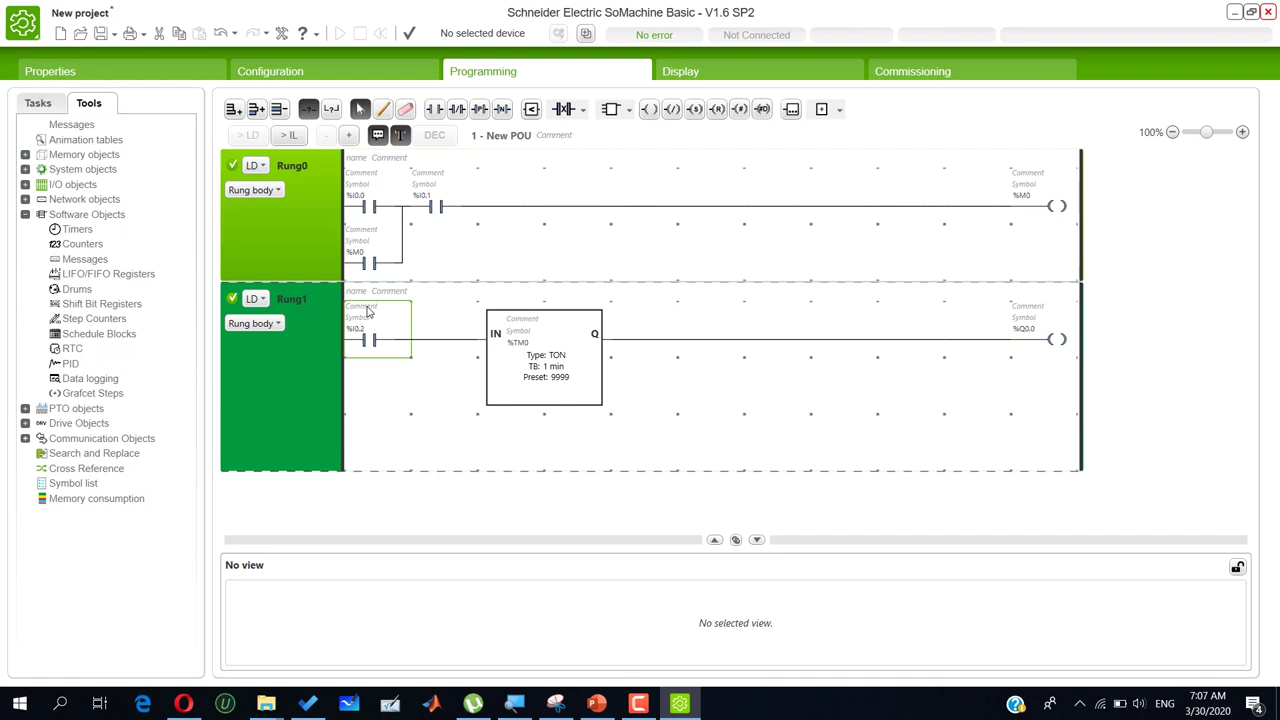 New project*
Schneider Electric SoMachine Basic - V1.6 SP2
No selected device
No error
Not Connected
Properties
Configuration
Programming
Display
Commissioning
Tasks
Tools
Messages
Animation tables
Memory objects
System objects
I/O objects
Network objects
Software Objects
Timers
Counters
Messages
LIFO/FIFO Registers
Drums
Shift Bit Registers
Step Counters
Schedule Blocks
RTC
PID
Data logging
Grafcet Steps
PTO objects
Drive Objects
Communication Objects
Search and Replace
Cross Reference
Symbol list
Memory consumption
> LD
> IL
-
+
DEC
1 - New POU Comment
100%
LD
Rung0
Rung body
name Comment
Comment
Symbol
%I0.0
Comment
Symbol
%I0.1
Comment
Symbol
%M0
Comment
Symbol
%M0
LD
Rung1
Rung body
name Comment
Comment
Symbol
%I0.2
IN
Comment
Symbol
%TM0
Q
Type: TON
TB: 1 min
Preset: 9999
Comment
Symbol
%Q0.0
No view
No selected view.
ENG
7:07 AM
3/30/2020
4